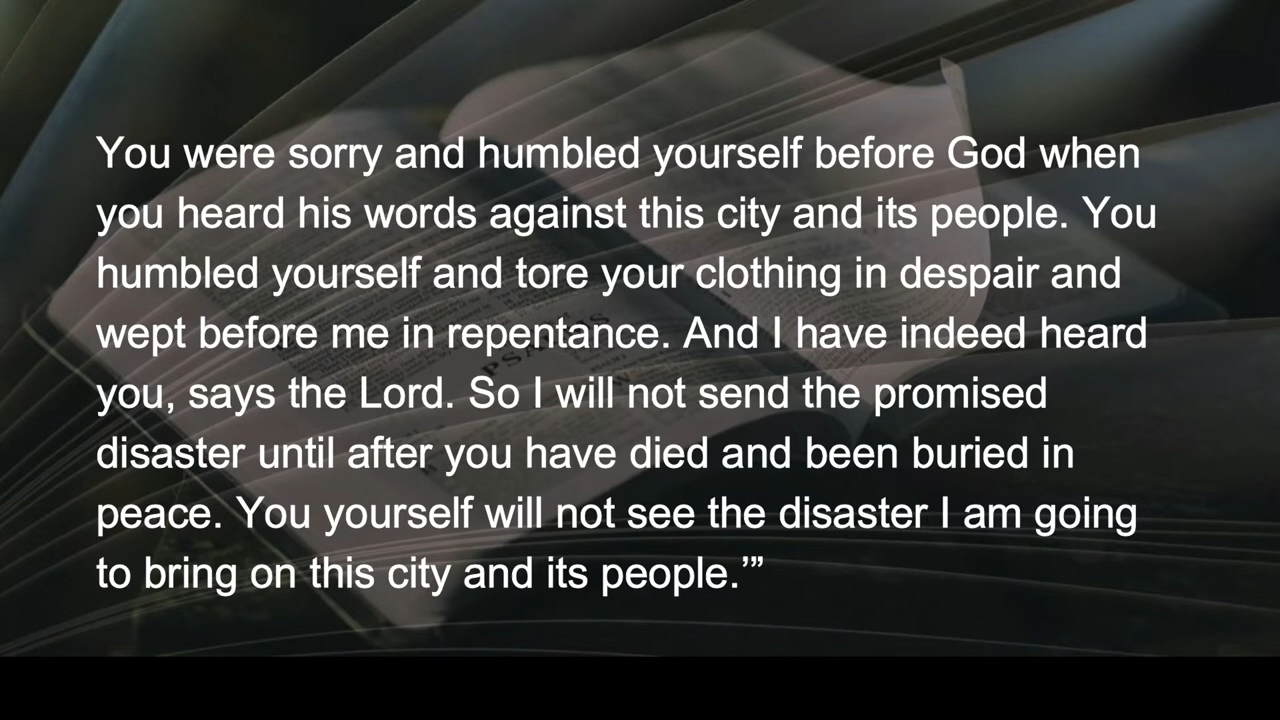 You were sorry and humbled yourself before God when
you heard his words against this city and its people. You
humbled yourself and tore your clothing in despair and
wept before me in repentance. And I have indeed heard
you, says the Lord. So I will not send the promised
disaster until after you have died and been buried in
peace. You yourself will not see the disaster I am going
to bring on this city and its people.’”
PSALMS